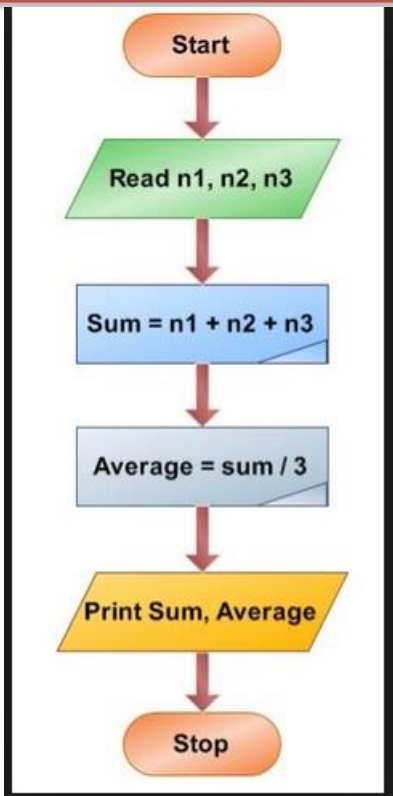 Start
Read n1, n2, n3
Sum = n1 + n2 + n3
Average = sum / 3
Print Sum, Average
Stop